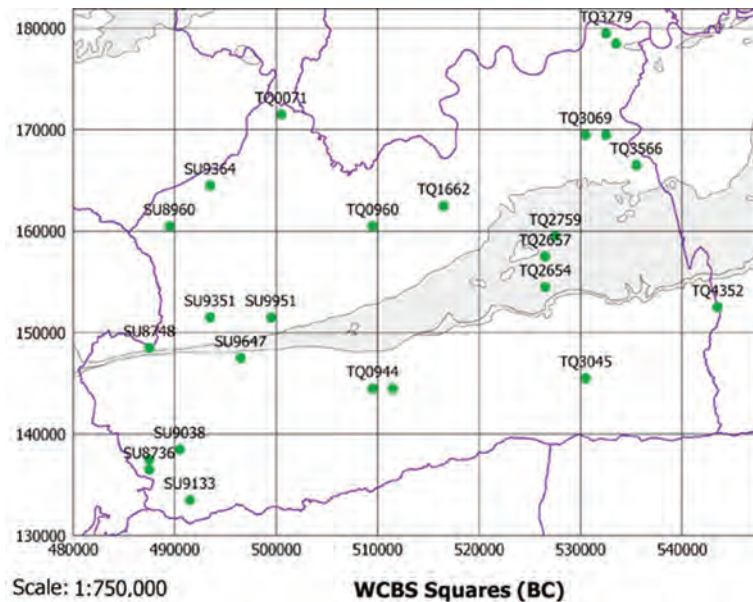 180000
TQ3279
TQ0071
170000
TQ3069
TQ3566
SU9364
TQ1662
SU8960
TQ0960
160000
TQ2759
TQ2657
TQ2654
TQ4352
SU9351
SU9951
150000
SU8748
SU9647
TQ0944
TQ3045
140000
SU9038
SU8736
SU9133
130000
480000 490000 500000 510000 520000 530000 540000
Scale: 1:750,000 WCBS Squares (BC)